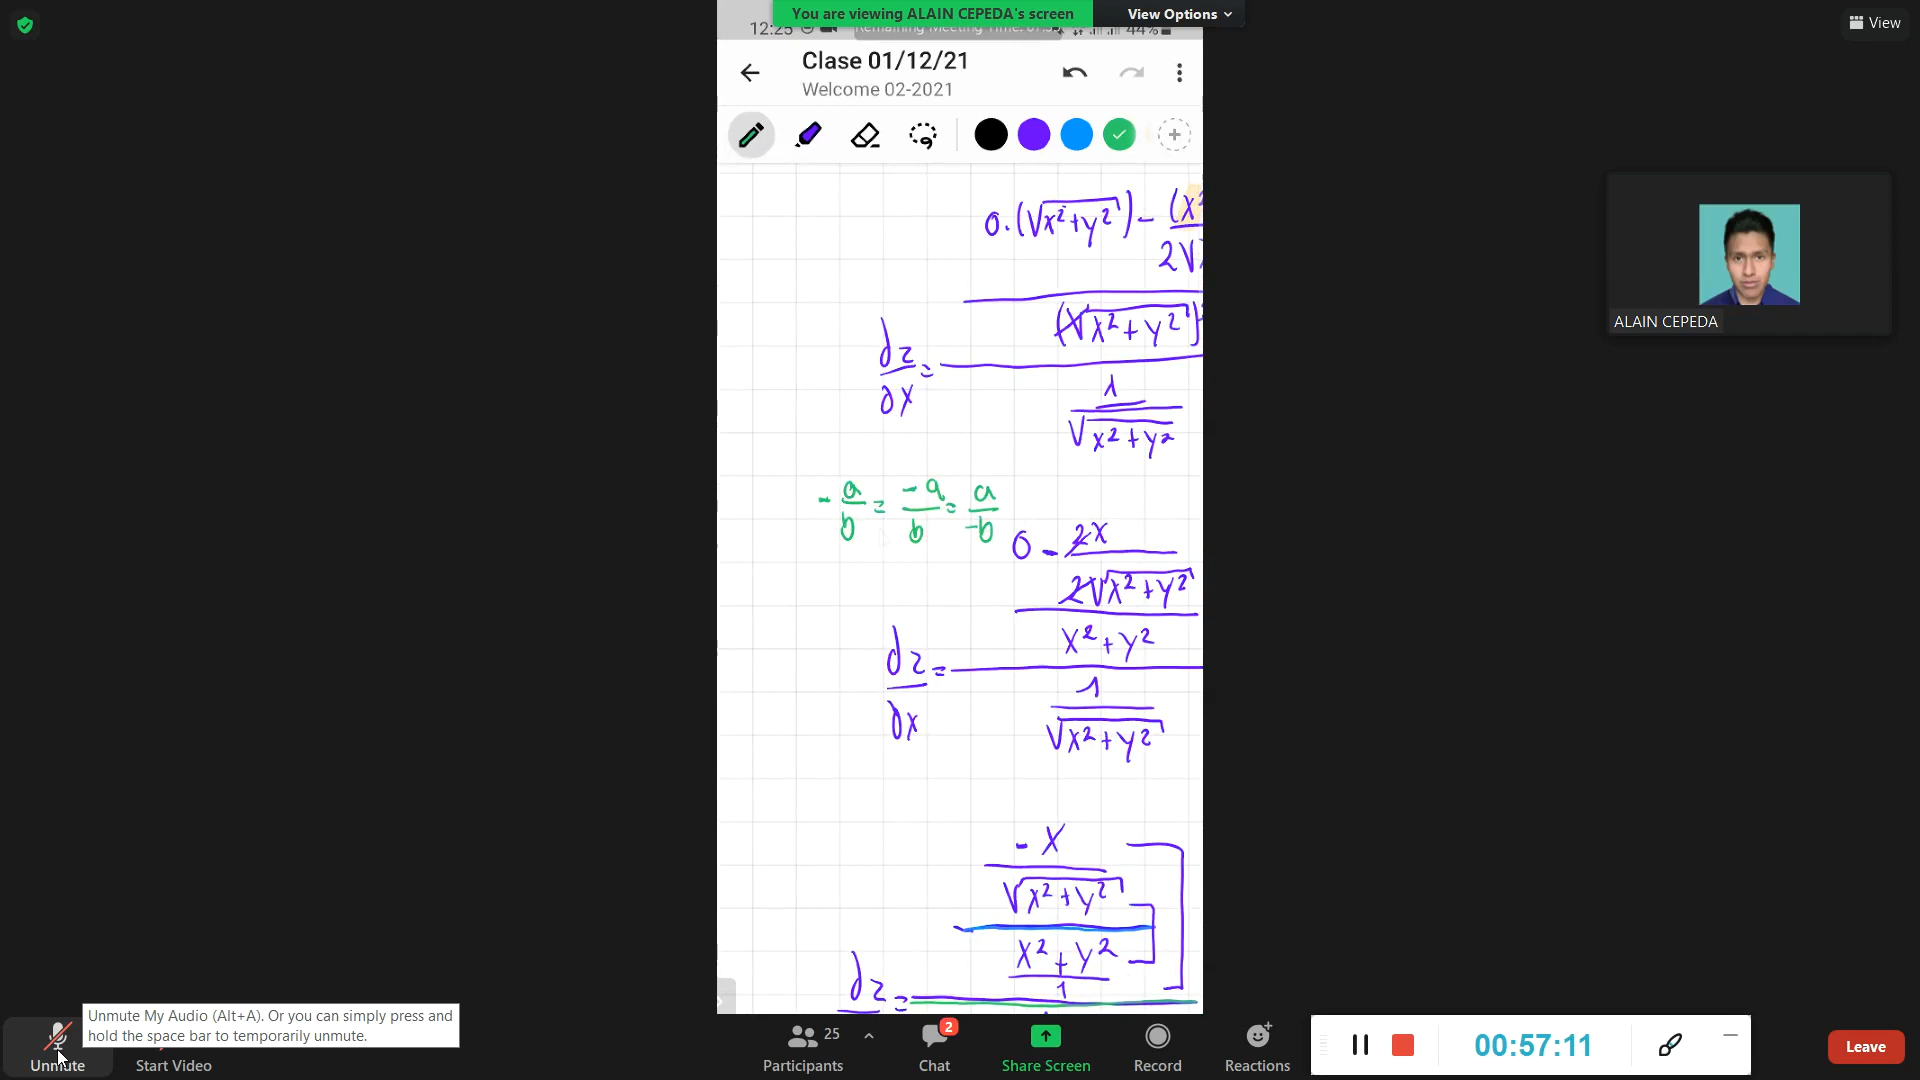 You are viewing ALAIN CEPEDA's screen
View Options
View
12:25
44%
Clase 01/12/21
Welcome 02-2021
0.(√x²+y²) - (x²
2√
(√x²+y²)
dz/∂x =
1
√x²+y²
- a/b = -a/b = a/-b
0 - 2x
2√x²+y²
x²+y²
dz/∂x =
1
√x²+y²
- x
√x²+y²
x²+y²
1
dz =
ALAIN CEPEDA
Unmute My Audio (Alt+A). Or you can simply press and
hold the space bar to temporarily unmute.
Unmute
Start Video
25
Participants
2
Chat
Share Screen
Record
Reactions
00:57:11
Leave